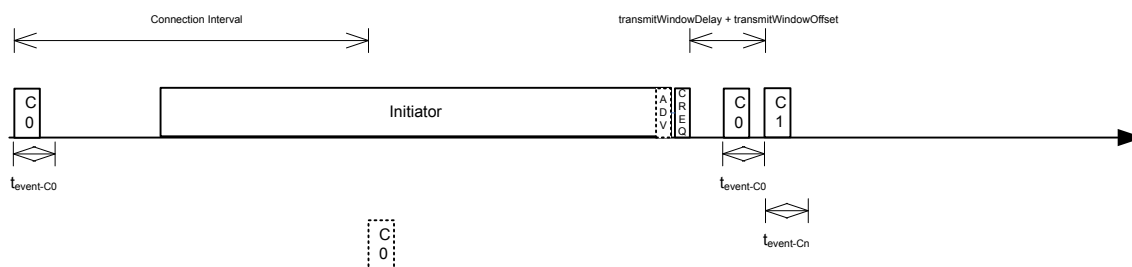 Connection Interval
transmitWindowDelay + transmitWindowOffset
C
0
Initiator
A
D
V
C
R
E
Q
C
0
C
1
tevent-C0
tevent-C0
tevent-Cn
C
0